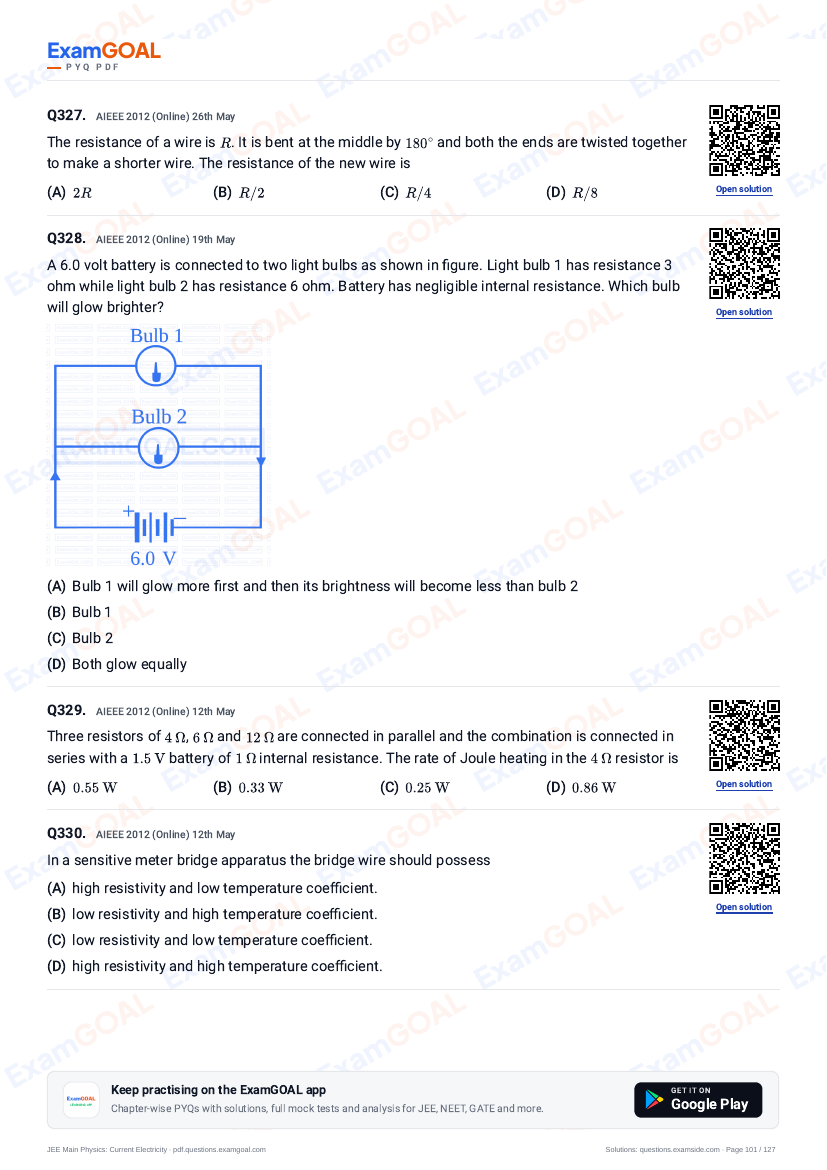 ExamGOAL
PYQ PDF
Q327. AIEEE 2012 (Online) 26th May
The resistance of a wire is R. It is bent at the middle by 180° and both the ends are twisted together
to make a shorter wire. The resistance of the new wire is
(A) 2R (B) R/2 (C) R/4 (D) R/8
Open solution
Q328. AIEEE 2012 (Online) 19th May
A 6.0 volt battery is connected to two light bulbs as shown in figure. Light bulb 1 has resistance 3
ohm while light bulb 2 has resistance 6 ohm. Battery has negligible internal resistance. Which bulb
will glow brighter?
Open solution
Bulb 1
Bulb 2
ExamGOAL.COM
+ −
6.0 V
(A) Bulb 1 will glow more first and then its brightness will become less than bulb 2
(B) Bulb 1
(C) Bulb 2
(D) Both glow equally
Q329. AIEEE 2012 (Online) 12th May
Three resistors of 4 Ω, 6 Ω and 12 Ω are connected in parallel and the combination is connected in
series with a 1.5 V battery of 1 Ω internal resistance. The rate of Joule heating in the 4 Ω resistor is
(A) 0.55 W (B) 0.33 W (C) 0.25 W (D) 0.86 W
Open solution
Q330. AIEEE 2012 (Online) 12th May
In a sensitive meter bridge apparatus the bridge wire should possess
(A) high resistivity and low temperature coefficient.
(B) low resistivity and high temperature coefficient.
(C) low resistivity and low temperature coefficient.
(D) high resistivity and high temperature coefficient.
Open solution
Keep practising on the ExamGOAL app
Chapter-wise PYQs with solutions, full mock tests and analysis for JEE, NEET, GATE and more.
GET IT ON
Google Play
JEE Main Physics: Current Electricity · pdf.questions.examgoal.com
Solutions: questions.examside.com · Page 101 / 127